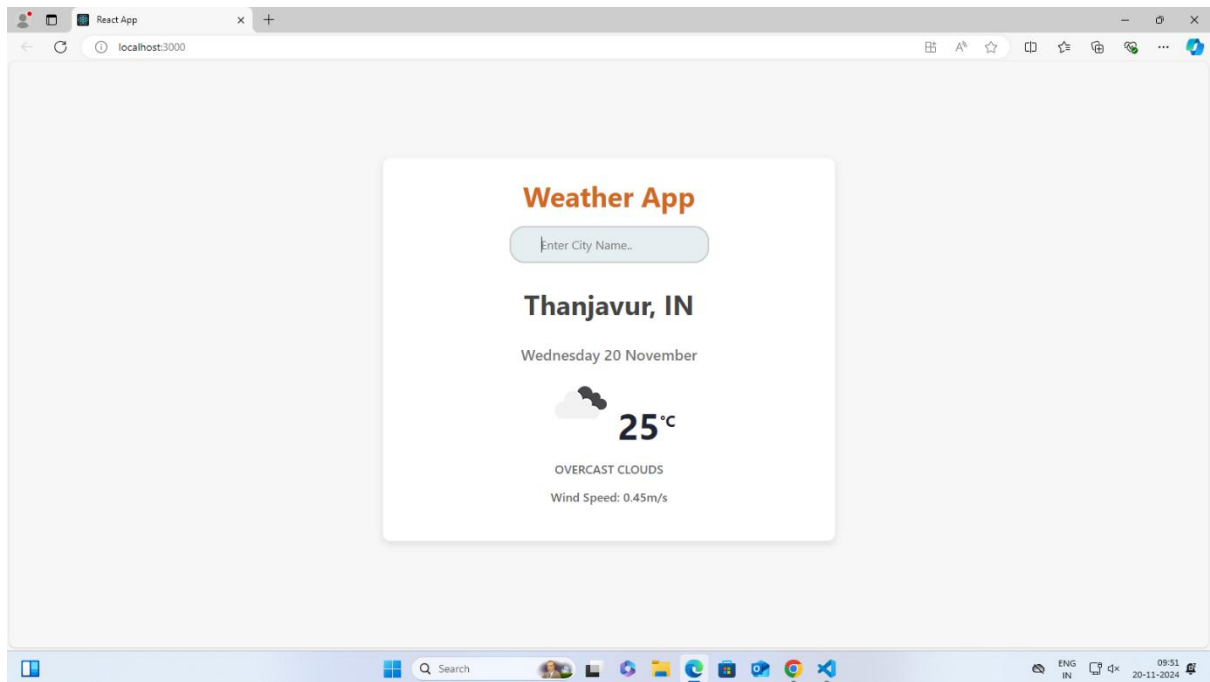 React App
localhost:3000
Weather App
Enter City Name..
Thanjavur, IN
Wednesday 20 November
25°C
OVERCAST CLOUDS
Wind Speed: 0.45m/s
Search
ENG
IN
09:51
20-11-2024